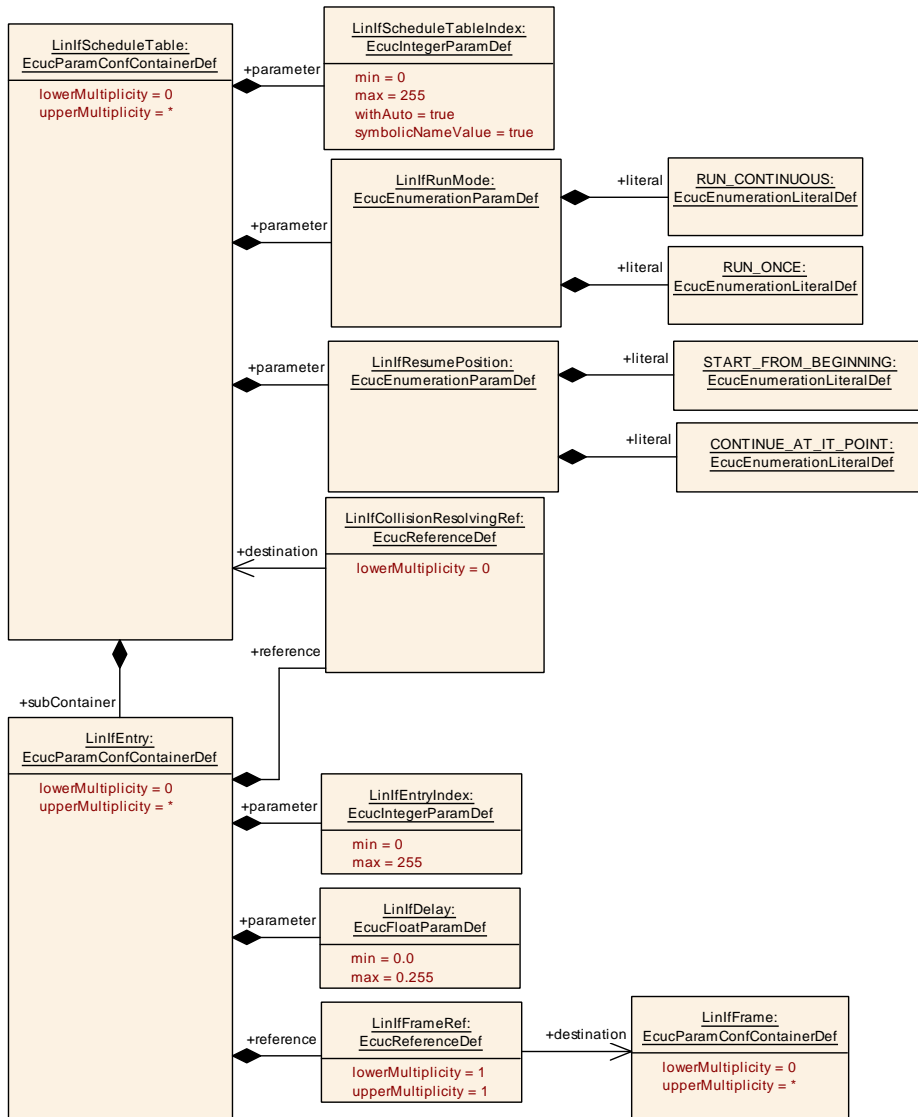 LinIfScheduleTable:
EcucParamConfContainerDef
lowerMultiplicity = 0
upperMultiplicity = *
+parameter
LinIfScheduleTableIndex:
EcucIntegerParamDef
min = 0
max = 255
withAuto = true
symbolicNameValue = true
+parameter
LinIfRunMode:
EcucEnumerationParamDef
+literal
RUN_CONTINUOUS:
EcucEnumerationLiteralDef
+literal
RUN_ONCE:
EcucEnumerationLiteralDef
+parameter
LinIfResumePosition:
EcucEnumerationParamDef
+literal
START_FROM_BEGINNING:
EcucEnumerationLiteralDef
+literal
CONTINUE_AT_IT_POINT:
EcucEnumerationLiteralDef
+destination
LinIfCollisionResolvingRef:
EcucReferenceDef
lowerMultiplicity = 0
+reference
+subContainer
LinIfEntry:
EcucParamConfContainerDef
lowerMultiplicity = 0
upperMultiplicity = *
+parameter
LinIfEntryIndex:
EcucIntegerParamDef
min = 0
max = 255
+parameter
LinIfDelay:
EcucFloatParamDef
min = 0.0
max = 0.255
+reference
LinIfFrameRef:
EcucReferenceDef
lowerMultiplicity = 1
upperMultiplicity = 1
+destination
LinIfFrame:
EcucParamConfContainerDef
lowerMultiplicity = 0
upperMultiplicity = *